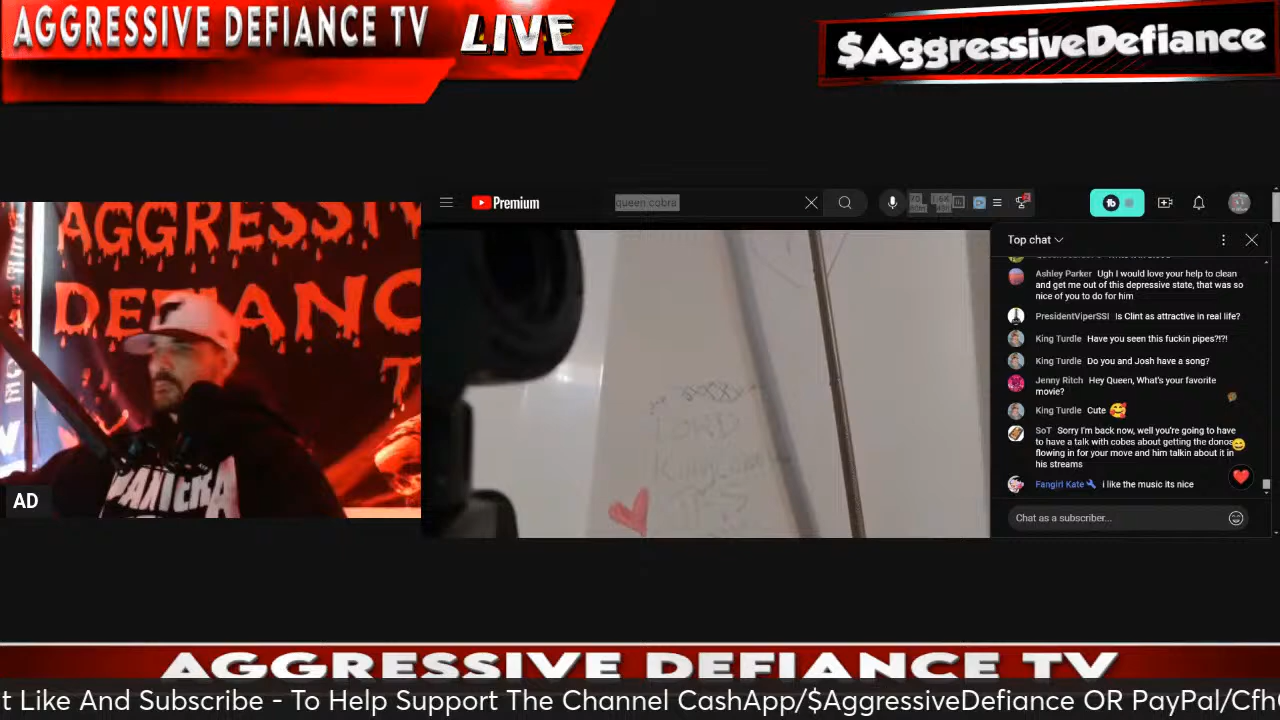 AGGRESSIVE DEFIANCE TV
LIVE
$AggressiveDefiance
Premium
queen cobra
AGGRESSIV
DEFIANC
T
PANTERA
AD
LORD
Top chat
Ashley Parker Ugh I would love your help to clean
and get me out of this depressive state, that was so
nice of you to do for him
PresidentViperSSI Is Clint as attractive in real life?
King Turdle Have you seen this fuckin pipes?!?!
King Turdle Do you and Josh have a song?
Jenny Ritch Hey Queen, What's your favorite
movie?
King Turdle Cute 🥰
SoT Sorry I'm back now, well you're going to have
to have a talk with cobes about getting the donos
flowing in for your move and him talkin about it in
his streams
Fangirl Kate i like the music its nice
Chat as a subscriber...
AGGRESSIVE DEFIANCE TV
t Like And Subscribe - To Help Support The Channel CashApp/$AggressiveDefiance OR PayPal/Cfh